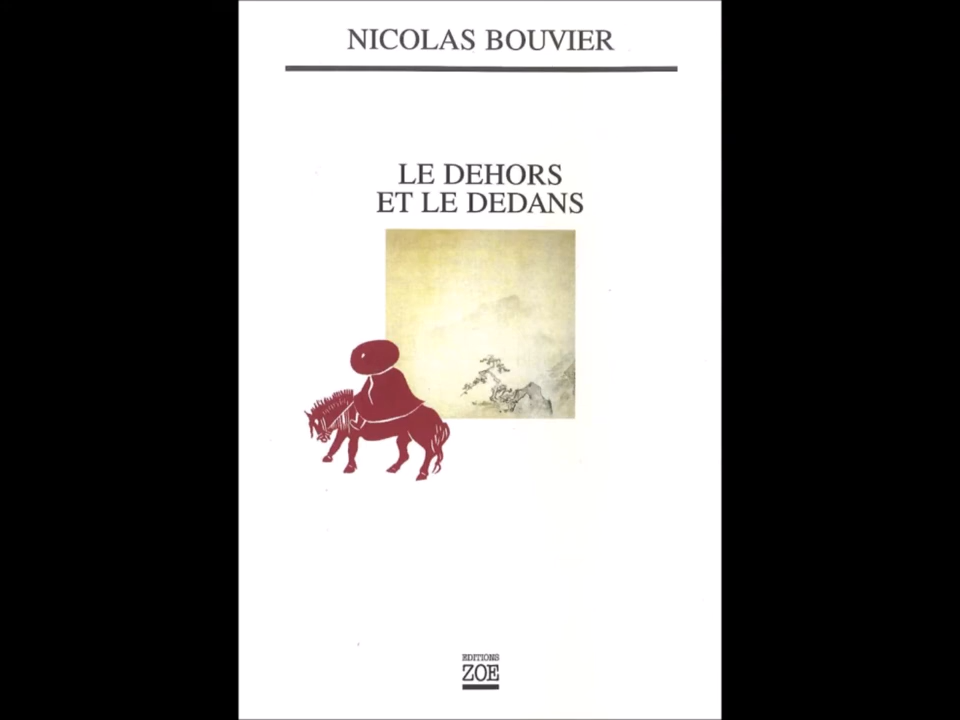 NICOLAS BOUVIER
LE DEHORS
ET LE DEDANS
EDITIONS
ZOE